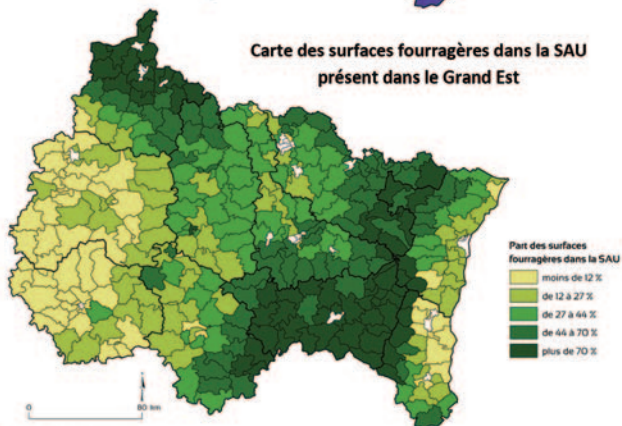 Carte des surfaces fourragères dans la SAU
présent dans le Grand Est
Part des surfaces
fourragères dans la SAU
moins de 12 %
de 12 à 27 %
de 27 à 44 %
de 44 à 70 %
plus de 70 %
0 80 km